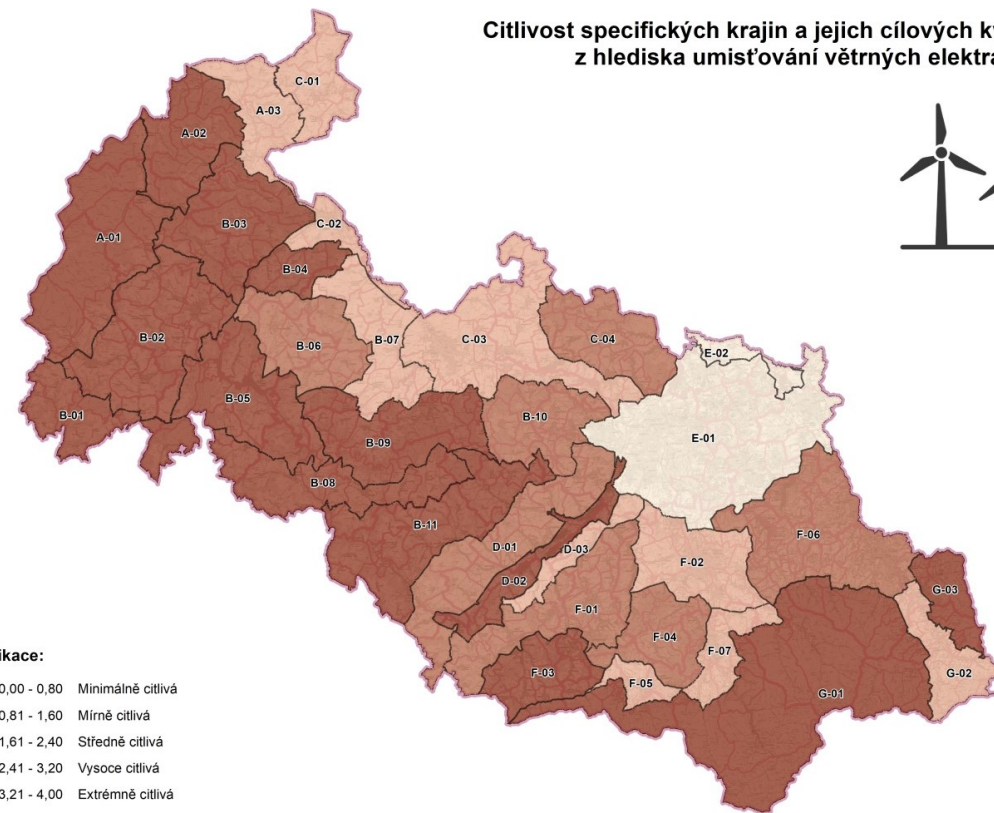 Citlivost specifických krajin a jejich cílových
z hlediska umisťování větrných
C-01
A-03
A-02
B-03
C-02
A-01
B-04
B-02
B-06
B-07
C-03
C-04
E-02
B-05
B-01
B-10
B-09
E-01
B-08
B-11
D-01
D-03
F-06
F-02
D-02
G-03
F-01
F-04
F-07
F-03
F-05
G-02
G-01
ikace:
0,00 - 0,80 Minimálně citlivá
0,81 - 1,60 Mírně citlivá
1,61 - 2,40 Středně citlivá
2,41 - 3,20 Vysoce citlivá
3,21 - 4,00 Extrémně citlivá